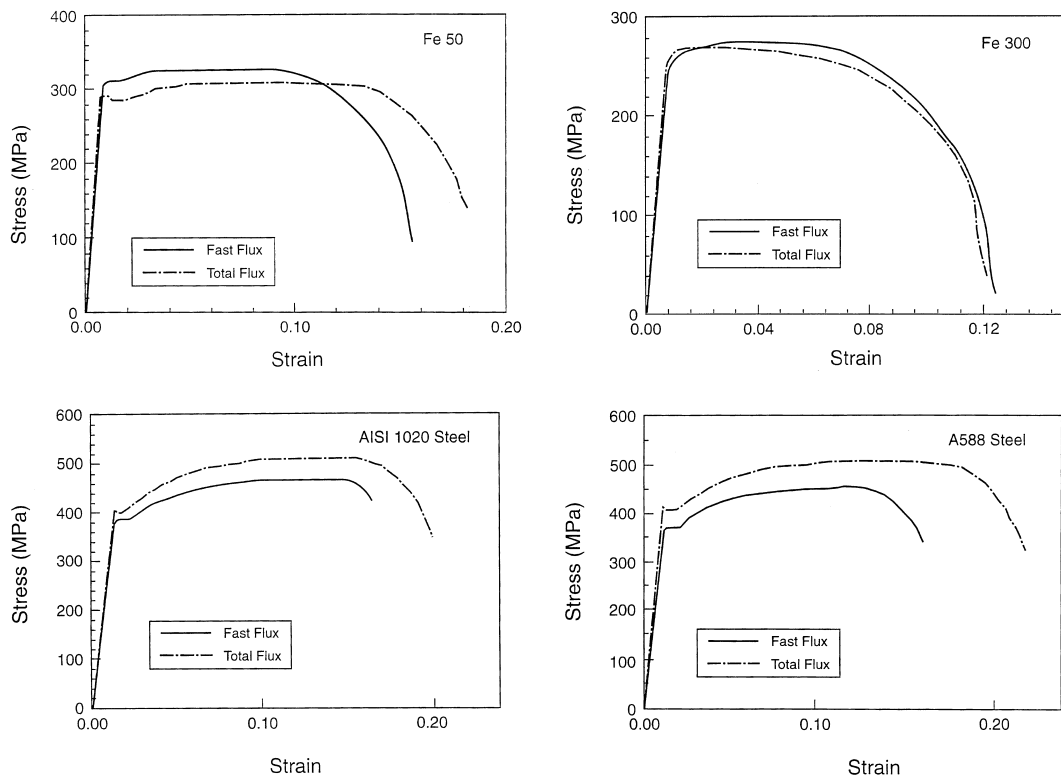 Fe 50
400
300
200
100
0
Stress (MPa)
Fast Flux
Total Flux
0.00
0.10
0.20
Strain
Fe 300
300
200
100
0
Stress (MPa)
Fast Flux
Total Flux
0.00
0.04
0.08
0.12
Strain
AISI 1020 Steel
600
500
400
300
200
100
0
Stress (MPa)
Fast Flux
Total Flux
0.00
0.10
0.20
Strain
A588 Steel
600
500
400
300
200
100
0
Stress (MPa)
Fast Flux
Total Flux
0.00
0.10
0.20
Strain